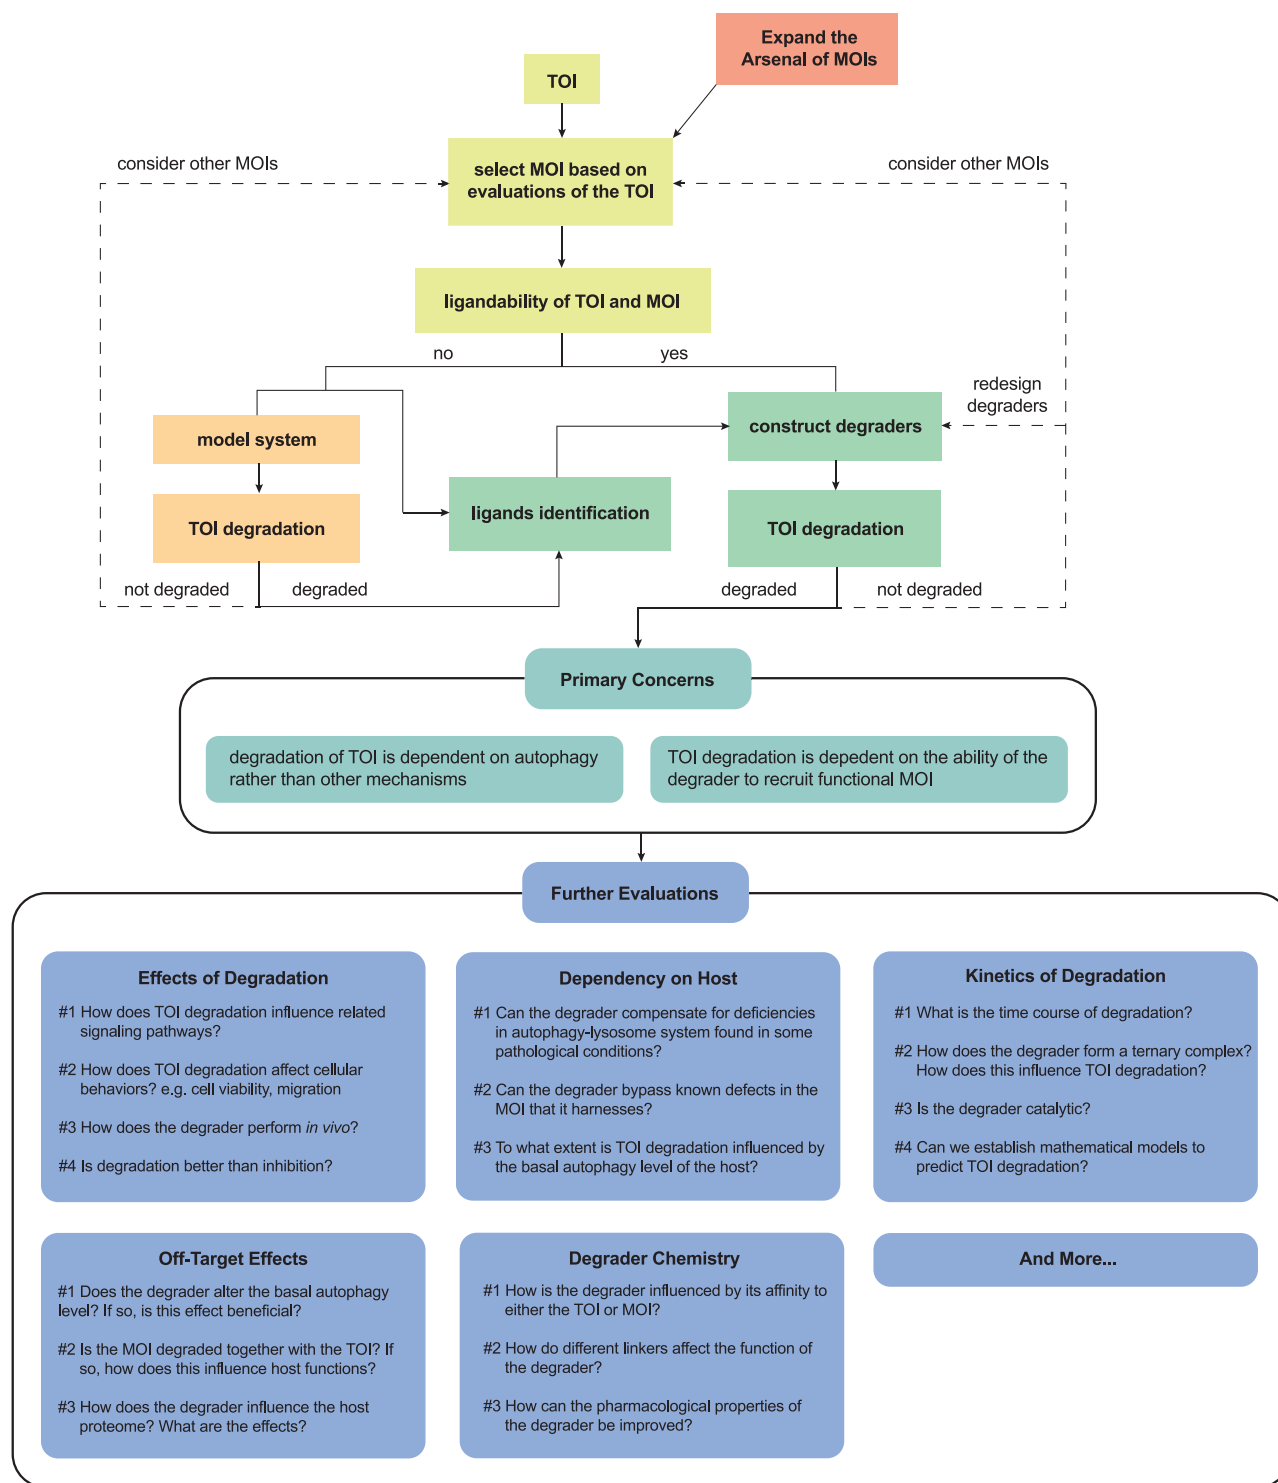 Expand the
Arsenal of MOIs
TOI
consider other MOIs
select MOI based on
evaluations of the TOI
consider other MOIs
ligandability of TOI and MOI
no
yes
redesign
degraders
model system
construct degraders
ligands identification
TOI degradation
TOI degradation
not degraded
degraded
degraded
not degraded
Primary Concerns
degradation of TOI is dependent on autophagy
rather than other mechanisms
TOI degradation is depedent on the ability of the
degrader to recruit functional MOI
Further Evaluations
Effects of Degradation
#1 How does TOI degradation influence related
signaling pathways?
#2 How does TOI degradation affect cellular
behaviors? e.g. cell viability, migration
#3 How does the degrader perform in vivo?
#4 Is degradation better than inhibition?
Dependency on Host
#1 Can the degrader compensate for deficiencies
in autophagy-lysosome system found in some
pathological conditions?
#2 Can the degrader bypass known defects in the
MOI that it harnesses?
#3 To what extent is TOI degradation influenced by
the basal autophagy level of the host?
Kinetics of Degradation
#1 What is the time course of degradation?
#2 How does the degrader form a ternary complex?
How does this influence TOI degradation?
#3 Is the degrader catalytic?
#4 Can we establish mathematical models to
predict TOI degradation?
Off-Target Effects
#1 Does the degrader alter the basal autophagy
level? If so, is this effect beneficial?
#2 Is the MOI degraded together with the TOI? If
so, how does this influence host functions?
#3 How does the degrader influence the host
proteome? What are the effects?
Degrader Chemistry
#1 How is the degrader influenced by its affinity to
either the TOI or MOI?
#2 How do different linkers affect the function of
the degrader?
#3 How can the pharmacological properties of
the degrader be improved?
And More...